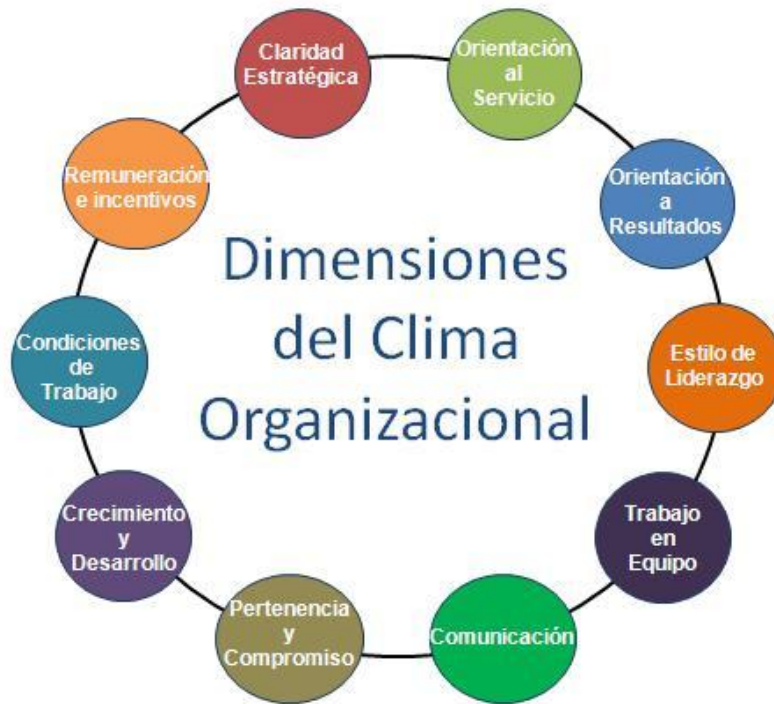 Claridad
Estratégica
Orientación
al
Servicio
Orientación
a
Resultados
Estilo de
Liderazgo
Trabajo
en
Equipo
Comunicación
Pertenencia
y
Compromiso
Crecimiento
y
Desarrollo
Condiciones
de
Trabajo
Remuneración
e incentivos
Dimensiones
del Clima
Organizacional